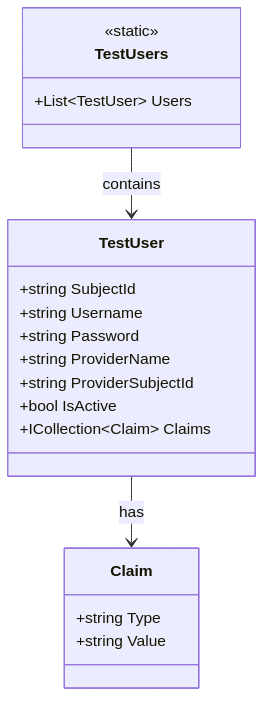 «static»
TestUsers
+List<TestUser> Users
contains
TestUser
+string SubjectId
+string Username
+string Password
+string ProviderName
+string ProviderSubjectId
+bool IsActive
+ICollection<Claim> Claims
has
Claim
+string Type
+string Value